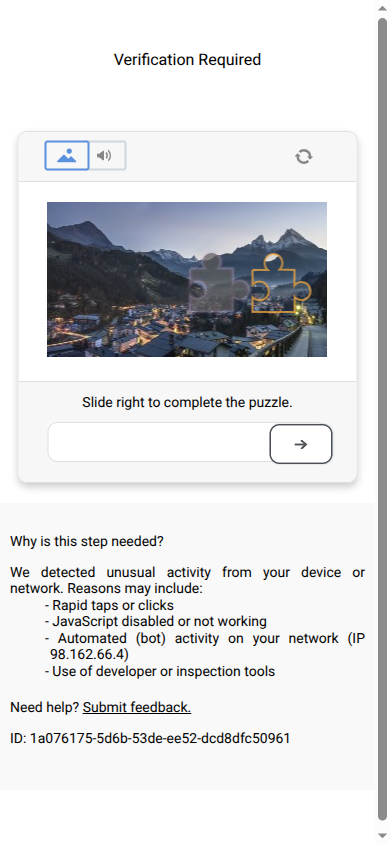 Verification Required
Slide right to complete the puzzle.
Why is this step needed?
We detected unusual activity from your device or
network. Reasons may include:
- Rapid taps or clicks
- JavaScript disabled or not working
- Automated (bot) activity on your network (IP
98.162.66.4)
- Use of developer or inspection tools
Need help? Submit feedback.
ID: 1a076175-5d6b-53de-ee52-dcd8dfc50961